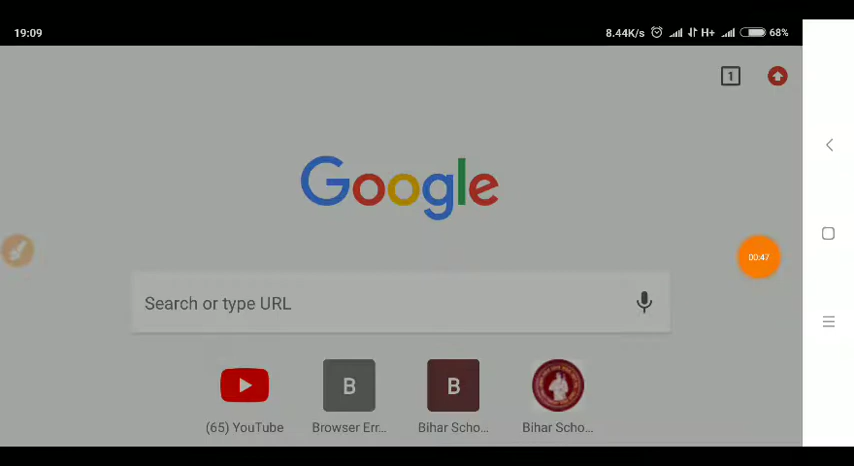 19:09
8.44K/s H+ 68%
1
Google
00:47
Search or type URL
B
B
(65) YouTube
Browser Err...
Bihar Scho...
Bihar Scho...